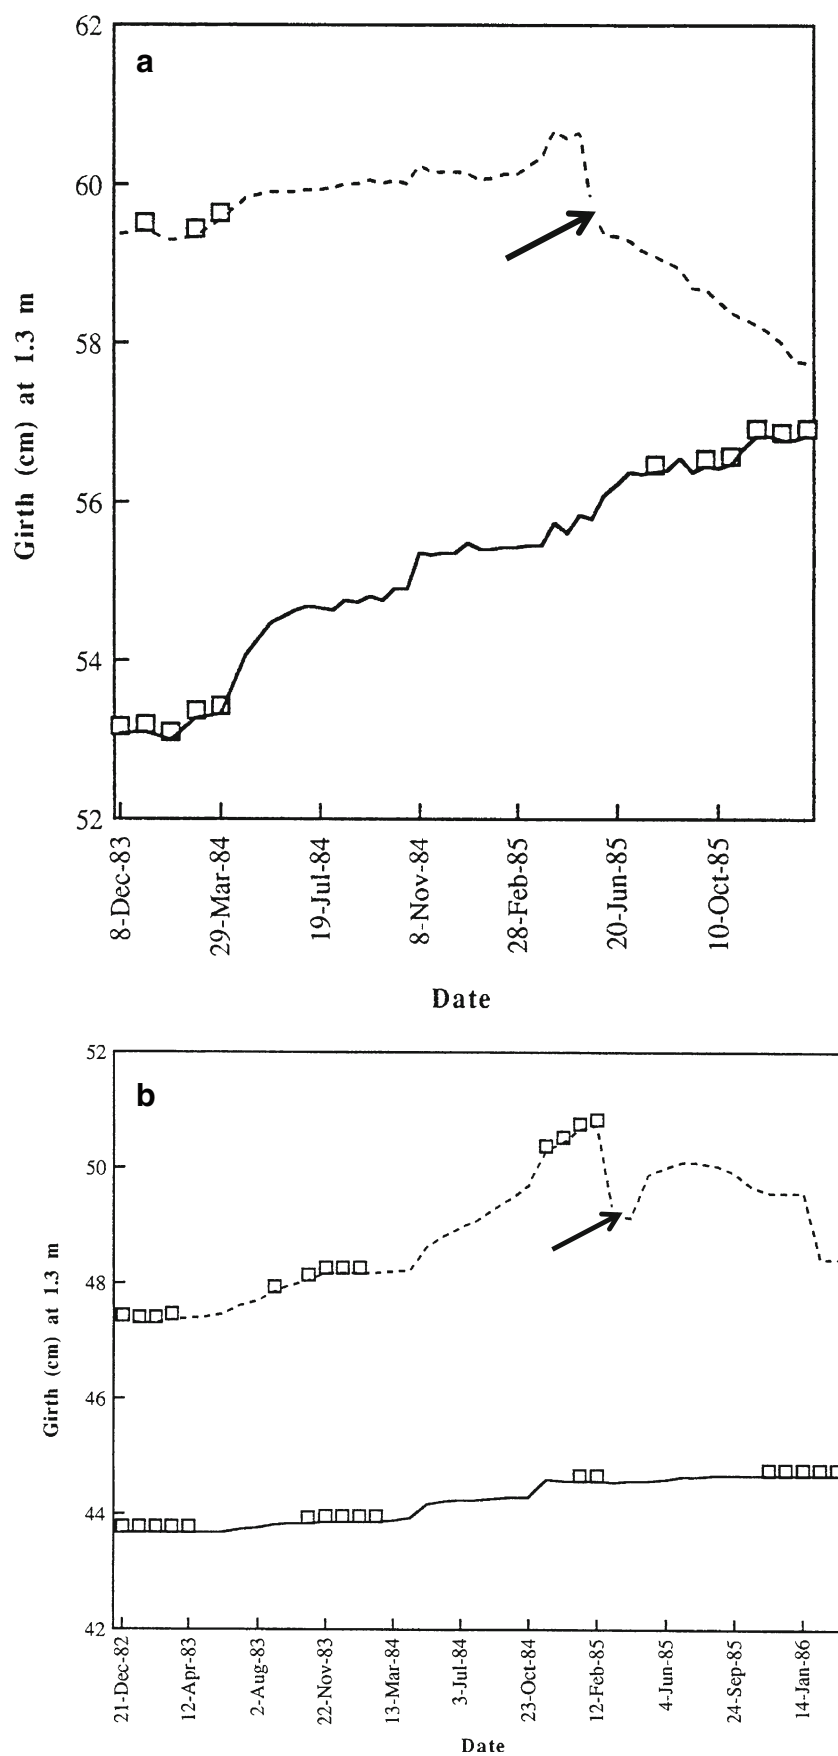 a
62
60
58
56
54
52
Girth (cm) at 1.3 m
8-Dec-83
29-Mar-84
19-Jul-84
8-Nov-84
28-Feb-85
20-Jun-85
10-Oct-85
Date
b
52
50
48
46
44
42
Girth (cm) at 1.3 m
21-Dec-82
12-Apr-83
2-Aug-83
22-Nov-83
13-Mar-84
3-Jul-84
23-Oct-84
12-Feb-85
4-Jun-85
24-Sep-85
14-Jan-86
Date